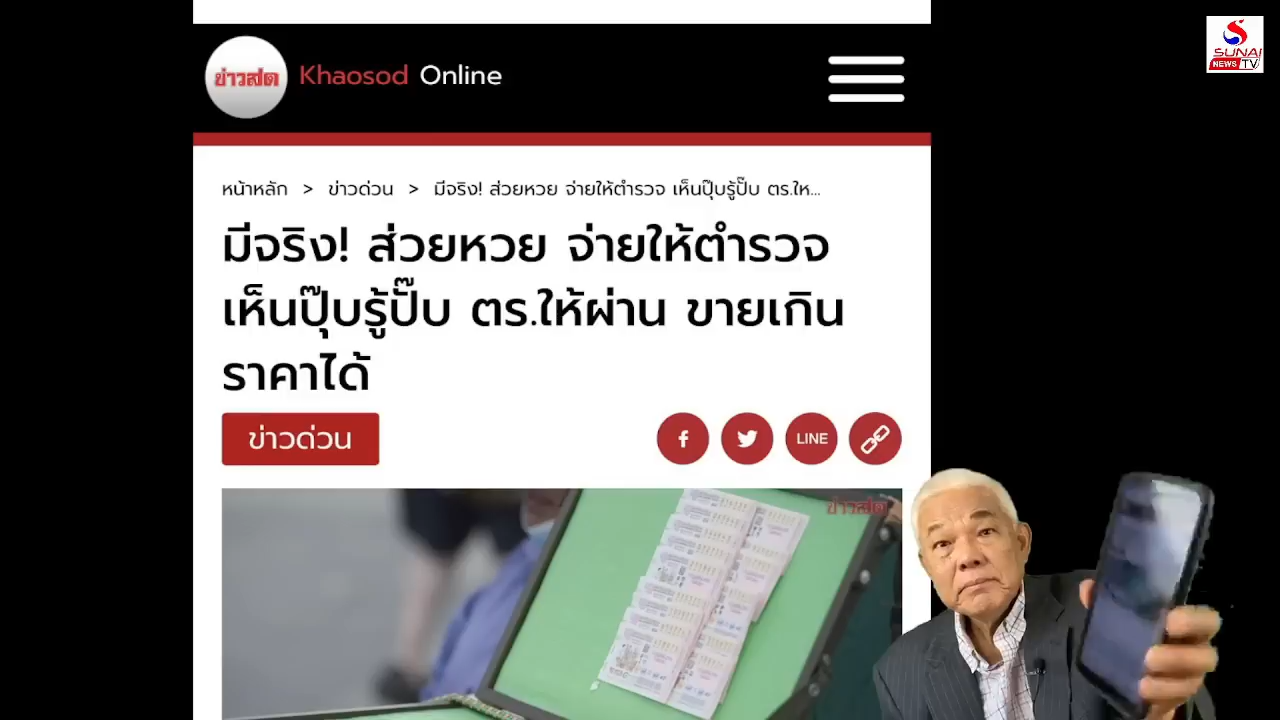 ข่าวสด Khaosod Online
SUNAI
NEWS TV
หน้าหลัก > ข่าวด่วน > มีจริง! ส่วยหวย จ่ายให้ตำรวจ เห็นปุ๊บรู้ปั๊บ ตร.ให...
มีจริง! ส่วยหวย จ่ายให้ตำรวจ
เห็นปุ๊บรู้ปั๊บ ตร.ให้ผ่าน ขายเกิน
ราคาได้
ข่าวด่วน
LINE
ข่าวสด